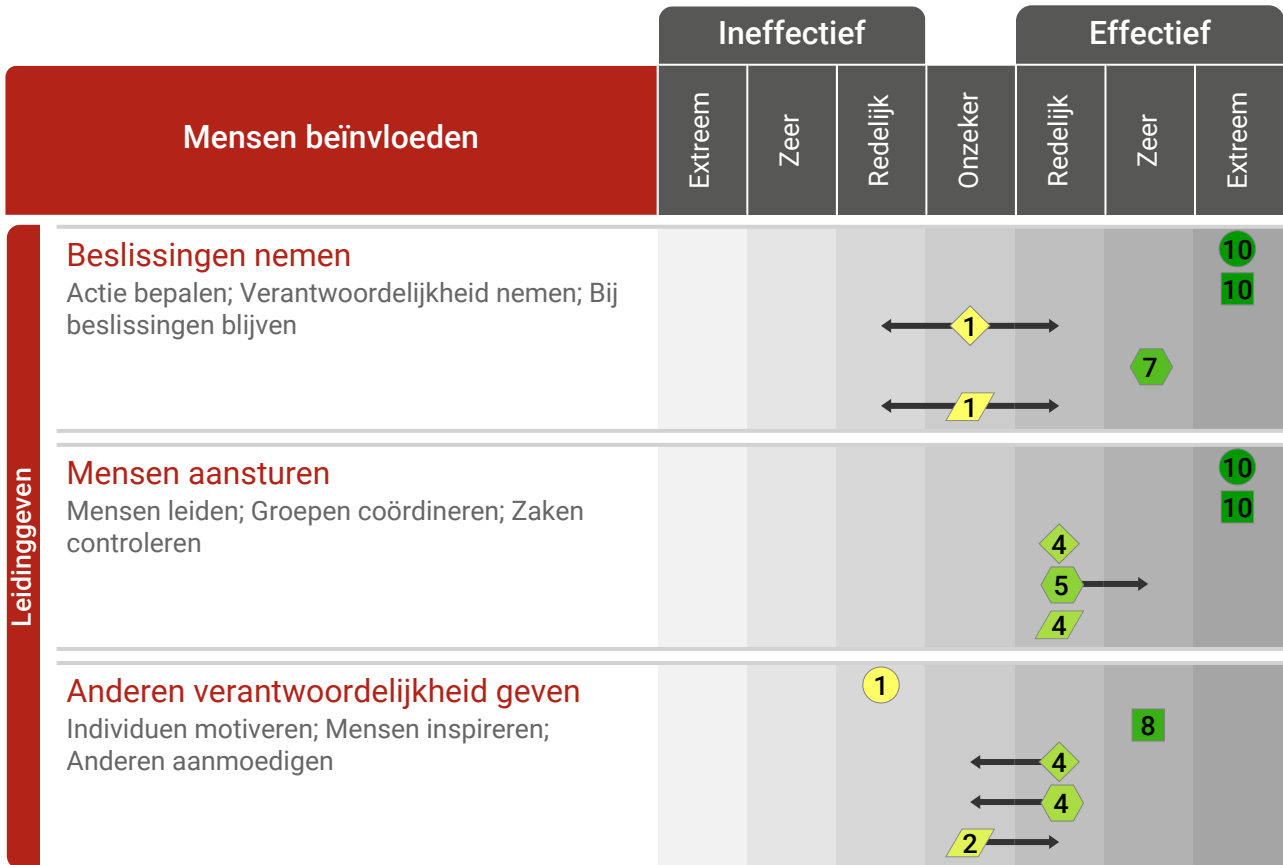 Ineffectief
Effectief
Mensen beïnvloeden
Extreem
Zeer
Redelijk
Onzeker
Redelijk
Zeer
Extreem
Leidinggeven
Beslissingen nemen
Actie bepalen; Verantwoordelijkheid nemen; Bij
beslissingen blijven
10
10
1
7
1
Mensen aansturen
Mensen leiden; Groepen coördineren; Zaken
controleren
10
10
4
5
4
Anderen verantwoordelijkheid geven
Individuen motiveren; Mensen inspireren;
Anderen aanmoedigen
1
8
4
4
2